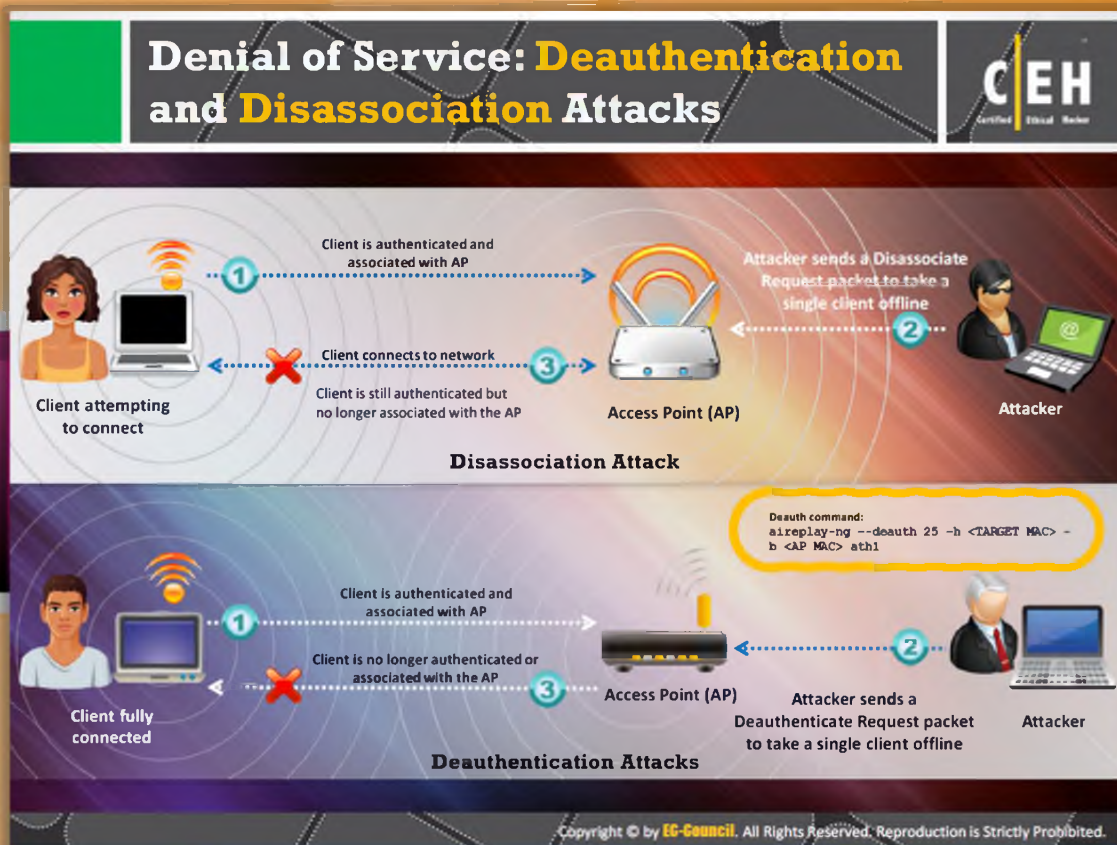 Denial of Service: Deauthentication
and Disassociation Attacks
C|EH
Certified Ethical Hacker
1
Client is authenticated and
associated with AP
Attacker sends a Disassociate
Request packet to take a
single client offline
2
@
Client connects to network
3
Client is still authenticated but
no longer associated with the AP
Client attempting
to connect
Access Point (AP)
Attacker
Disassociation Attack
Deauth command:
aireplay-ng --deauth 25 -h <TARGET MAC> -
b <AP MAC> ath1
1
Client is authenticated and
associated with AP
2
Client is no longer authenticated or
associated with the AP
3
Client fully
connected
Access Point (AP)
Attacker sends a
Deauthenticate Request packet
to take a single client offline
Attacker
Deauthentication Attacks
Copyright © by EC-Council. All Rights Reserved. Reproduction is Strictly Prohibited.